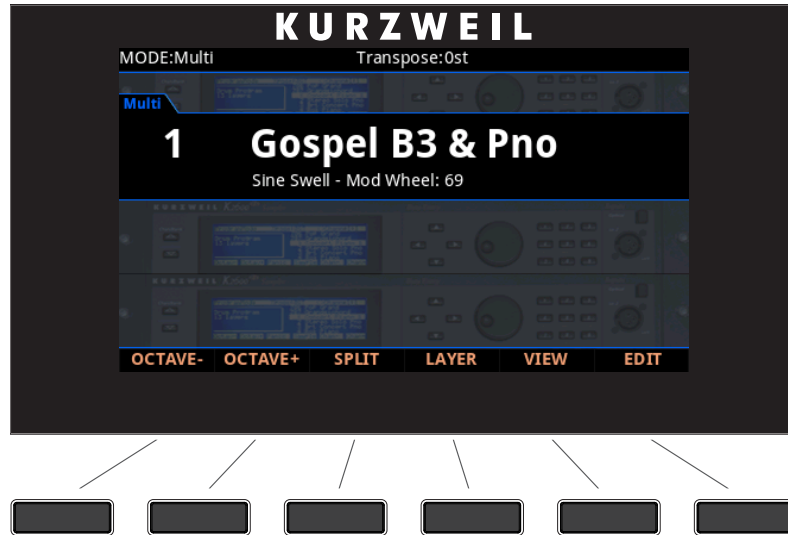 KURZWEIL
MODE:Multi Transpose:0st
Multi
1 Gospel B3 & Pno
Sine Swell - Mod Wheel: 69
OCTAVE- OCTAVE+ SPLIT LAYER VIEW EDIT